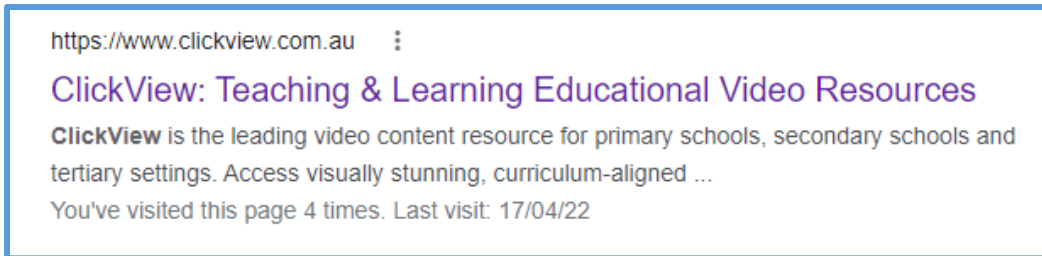 https://www.clickview.com.au
ClickView: Teaching & Learning Educational Video Resources
ClickView is the leading video content resource for primary schools, secondary schools and
tertiary settings. Access visually stunning, curriculum-aligned ...
You've visited this page 4 times. Last visit: 17/04/22